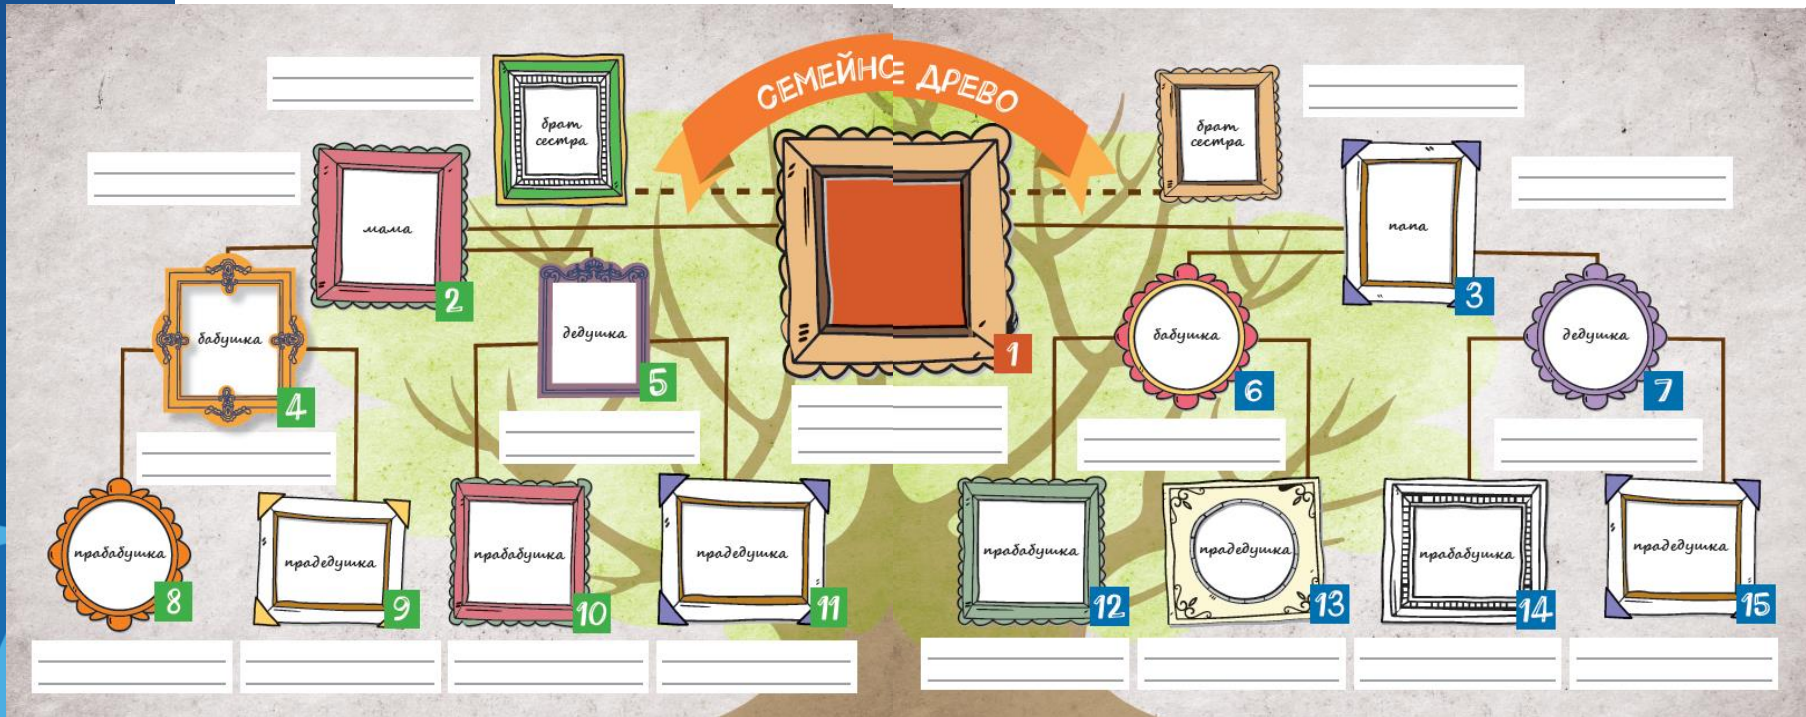 СЕМЕЙНОЕ ДРЕВО
брат
сестра
брат
сестра
мама
2
папа
3
бабушка
4
дедушка
5
1
бабушка
6
дедушка
7
прабабушка
8
прадедушка
9
прабабушка
10
прадедушка
11
прабабушка
12
прадедушка
13
прабабушка
14
прадедушка
15